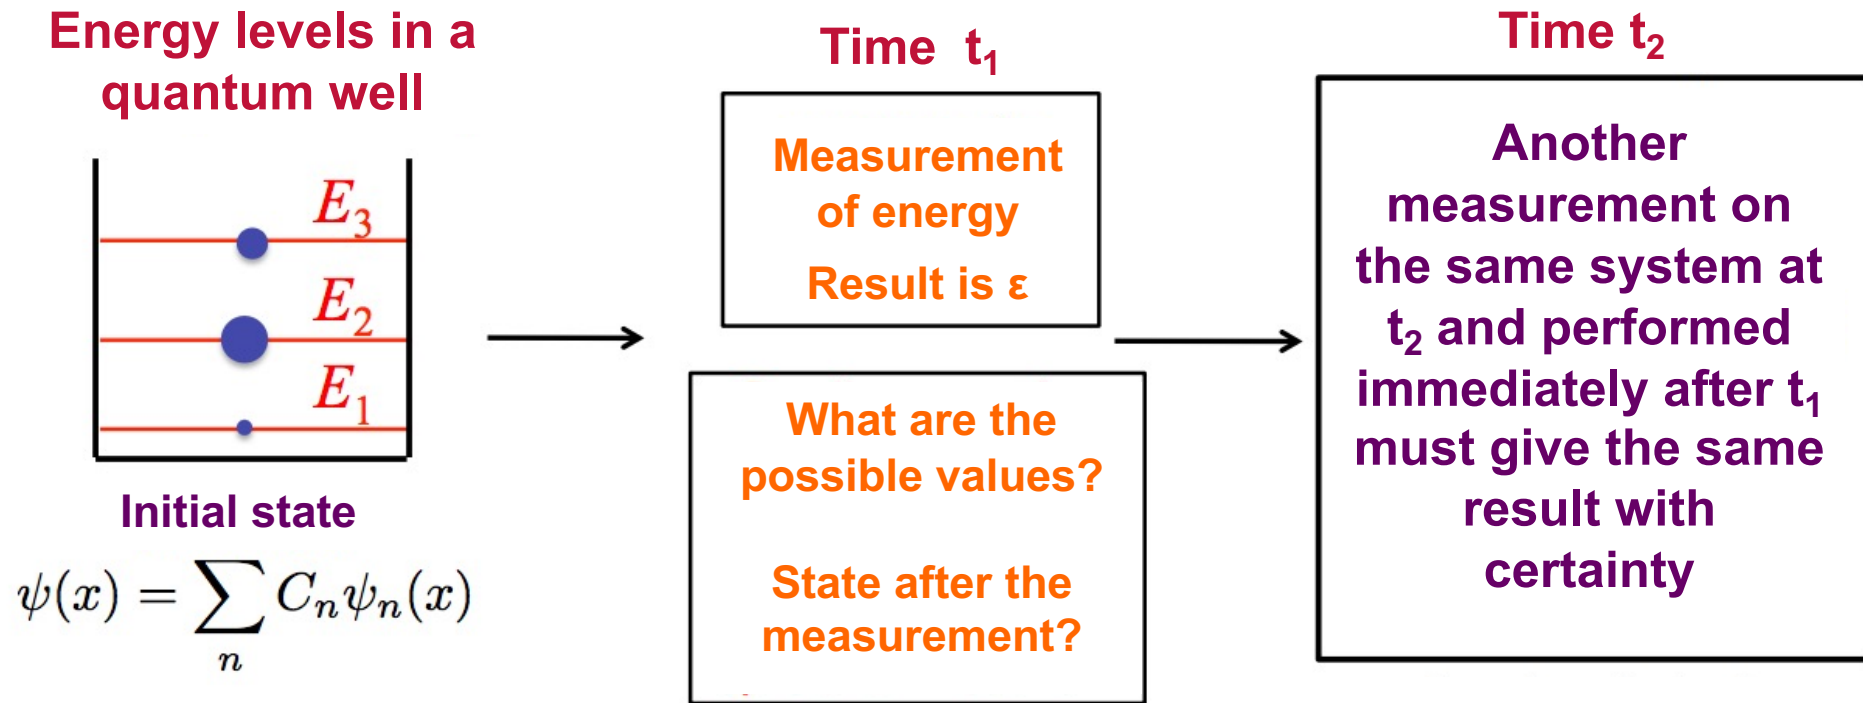 Energy levels in a
quantum well
E₃
E₂
E₁
Initial state
ψ(x) = ∑ Cₙψₙ(x)
n
Time t₁
Measurement
of energy
Result is ε
What are the
possible values?
State after the
measurement?
Time t₂
Another
measurement on
the same system at
t₂ and performed
immediately after t₁
must give the same
result with
certainty